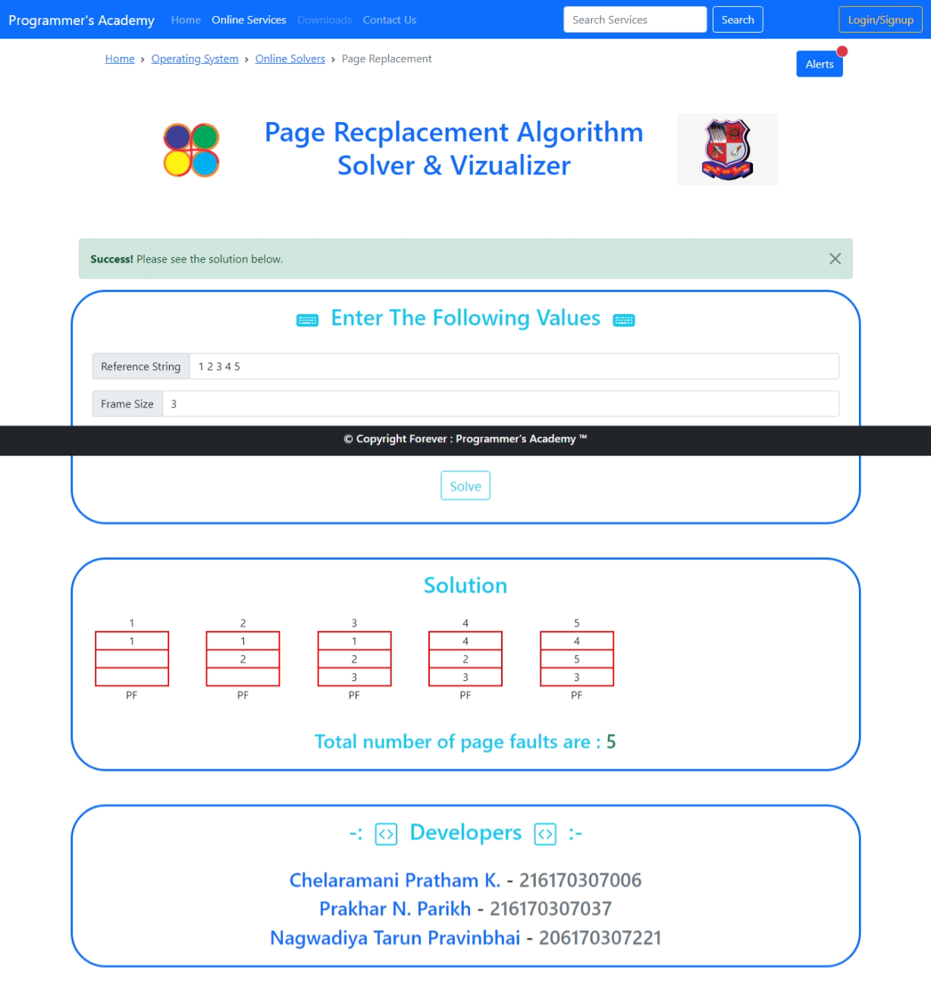 Programmer's Academy Home Online Services Downloads Contact Us Search Services Search Login/Signup
Home › Operating System › Online Solvers › Page Replacement
Alerts
Page Recplacement Algorithm
Solver & Vizualizer
Success! Please see the solution below.
Enter The Following Values
Reference String 1 2 3 4 5
Frame Size 3
© Copyright Forever : Programmer's Academy ™
Solve
Solution
1 2 3 4 5
1 1 1 4 4
2 2 2 5
3 3 3
PF PF PF PF PF
Total number of page faults are : 5
-: <> Developers <> :-
Chelaramani Pratham K. - 216170307006
Prakhar N. Parikh - 216170307037
Nagwadiya Tarun Pravinbhai - 206170307221